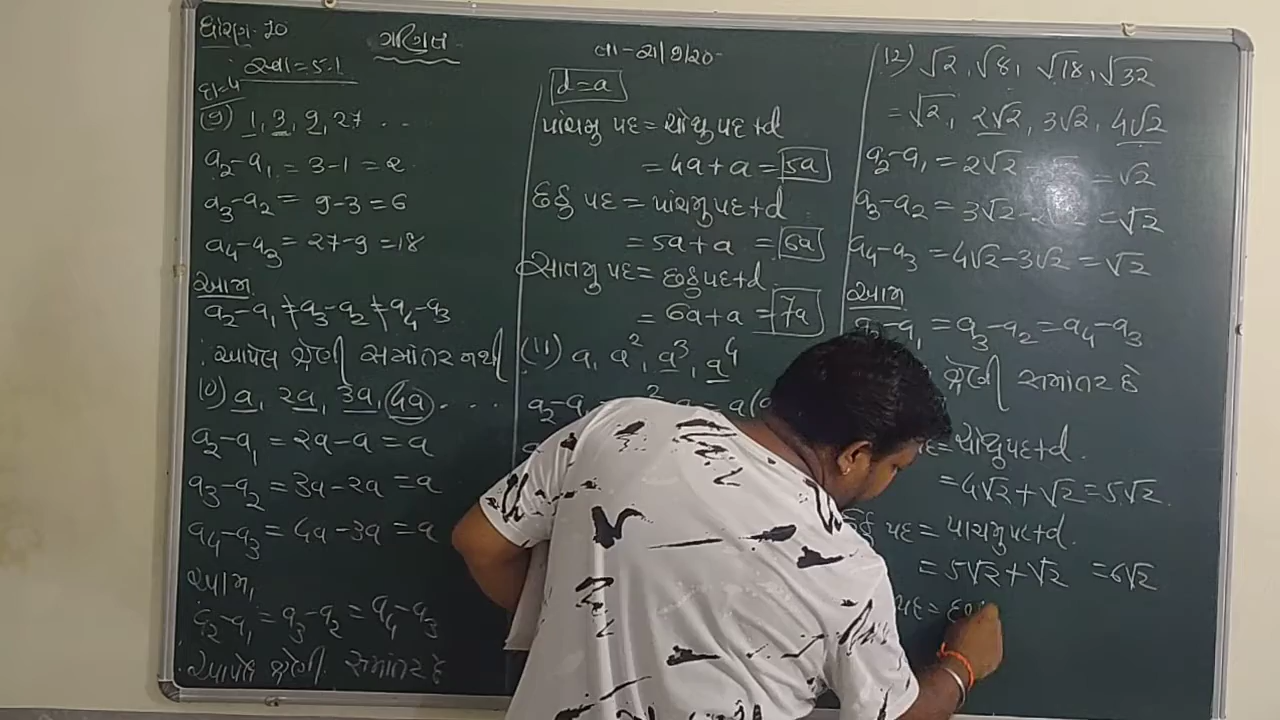 ધોરણ-10
ગણિત
સ્વા=5.1
દા=4
(9) 1, 3, 9, 27 ...
a2-a1 = 3-1 = 2
a3-a2 = 9-3 = 6
a4-a3 = 27-9 = 18
આમ
a2-a1 ≠ a3-a2 ≠ a4-a3
∴ આપેલ શ્રેણી સમાંતર નથી
10) a, 2a, 3a, 4a ....
a2-a1 = 2a-a = a
a3-a2 = 3a-2a = a
a4-a3 = 4a-3a = a
આમ,
a2-a1 = a3-a2 = a4-a3
∴ આપેલ શ્રેણી સમાંતર છે
d=a
પાંચમુ પદ = ચોથુ પદ +d
= 4a+a = 5a
છઠ્ઠુ પદ = પાંચમુ પદ+d
= 5a+a = 6a
સાતમુ પદ = છઠ્ઠુ પદ+d
= 6a+a = 7a
(11) a, a², a³, a⁴
a2-a1
12) √2, √8, √18, √32
= √2, 2√2, 3√2, 4√2
a2-a1 = 2√2 - = √2
a3-a2 = 3√2- = √2
a4-a3 = 4√2-3√2 = √2
આમ
a2-a1 = a3-a2 = a4-a3
શ્રેણી સમાંતર છે
= ચોથુ પદ+d
= 4√2+√2 = 5√2
પદ = પાચમુ પદ+d
= 5√2+√2 = 6√2
પદ =